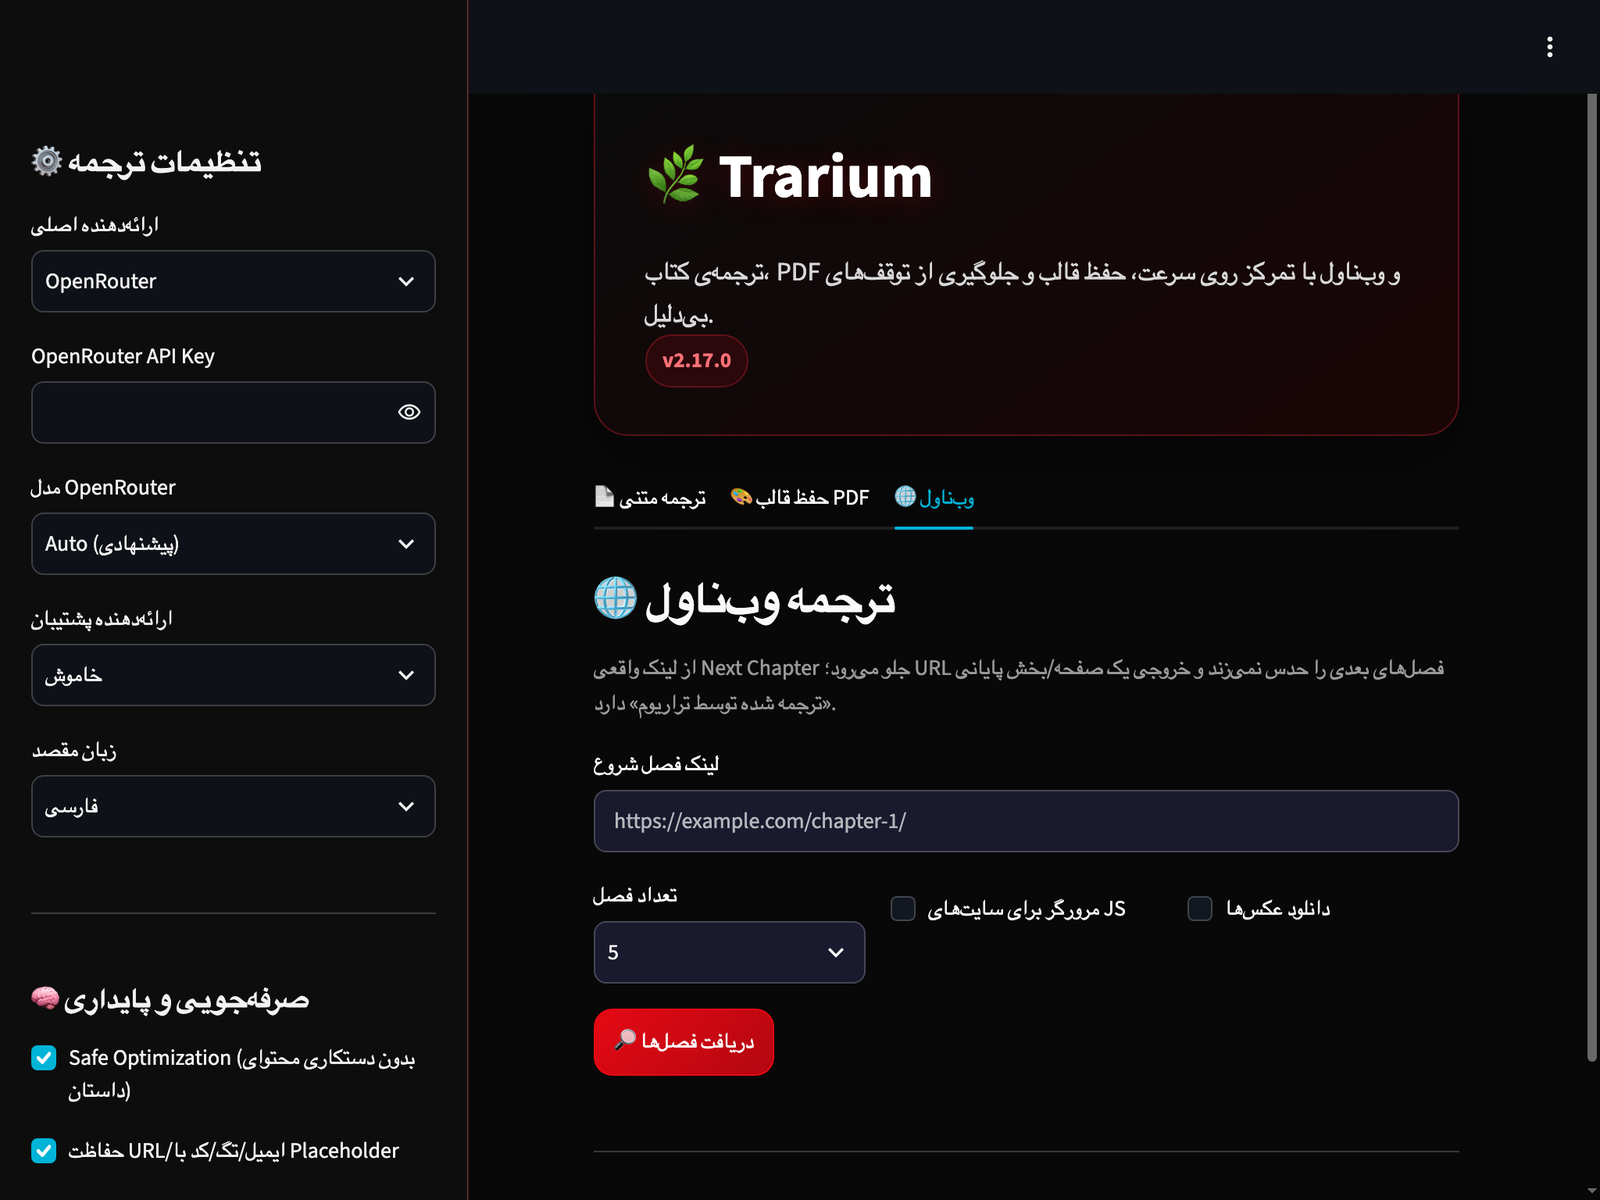 ⚙️ تنظیمات ترجمه
ارائه‌دهنده اصلی
OpenRouter
OpenRouter API Key
مدل OpenRouter
Auto (پیشنهادی)
ارائه‌دهنده پشتیبان
خاموش
زبان مقصد
فارسی
🧠 صرفه‌جویی و پایداری
Safe Optimization (بدون دستکاری محتوای
داستان)
حفاظت URL/ایمیل/تگ/کد با Placeholder
🌿 Trarium
ترجمه‌ی کتاب، PDF و وب‌ناول با تمرکز روی سرعت، حفظ قالب و جلوگیری از توقف‌های
بی‌دلیل.
v2.17.0
📄 ترجمه متنی
🎨 حفظ قالب PDF
🌐 وب‌ناول
🌐 ترجمه وب‌ناول
از لینک واقعی Next Chapter جلو می‌رود؛ URL فصل‌های بعدی را حدس نمی‌زند و خروجی یک صفحه/بخش پایانی
«ترجمه شده توسط تراریوم» دارد.
لینک فصل شروع
https://example.com/chapter-1/
تعداد فصل
5
مرورگر برای سایت‌های JS
دانلود عکس‌ها
🔎 دریافت فصل‌ها